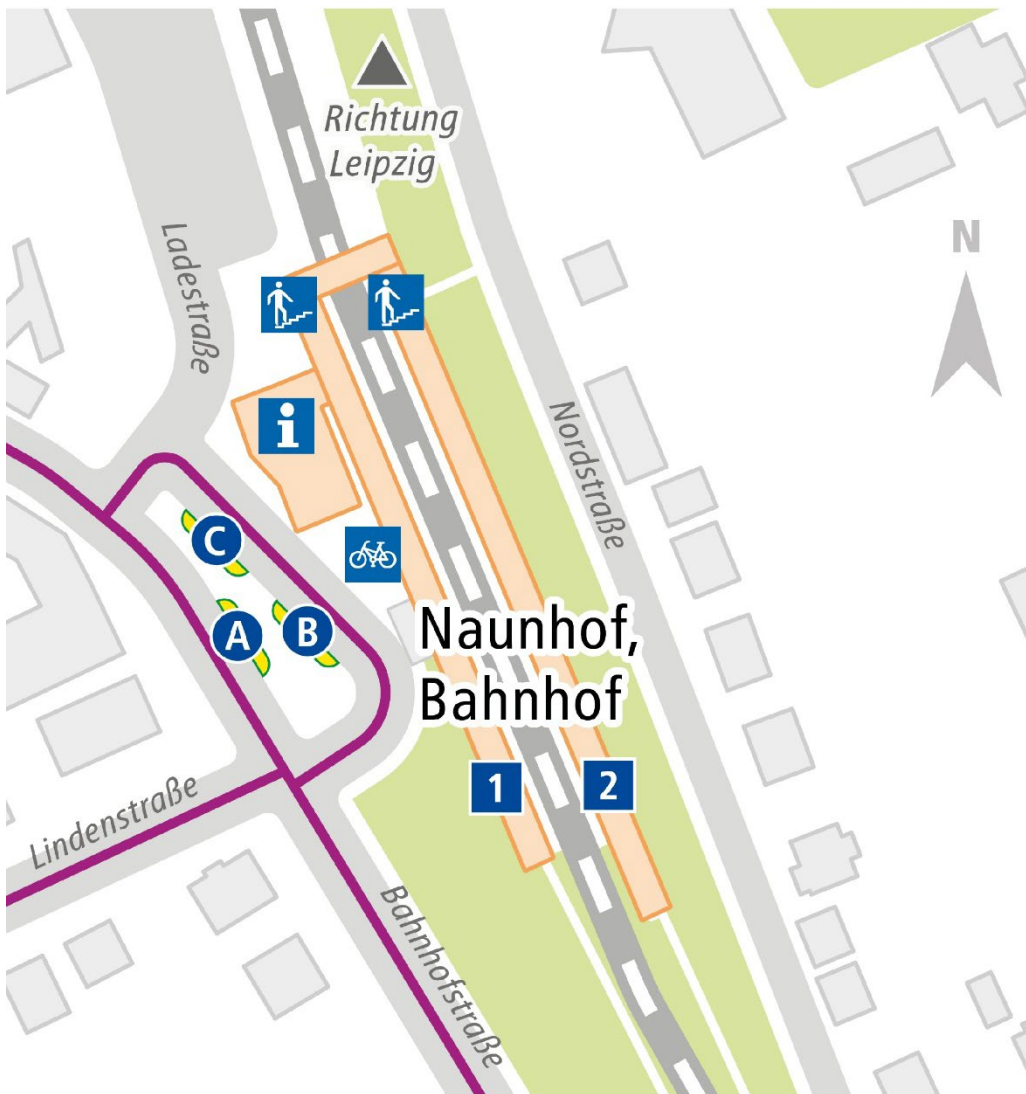 Richtung
Leipzig
N
Ladestraße
i
Nordstraße
C
A
B
Naunhof,
Bahnhof
1
2
Lindenstraße
Bahnhofstraße